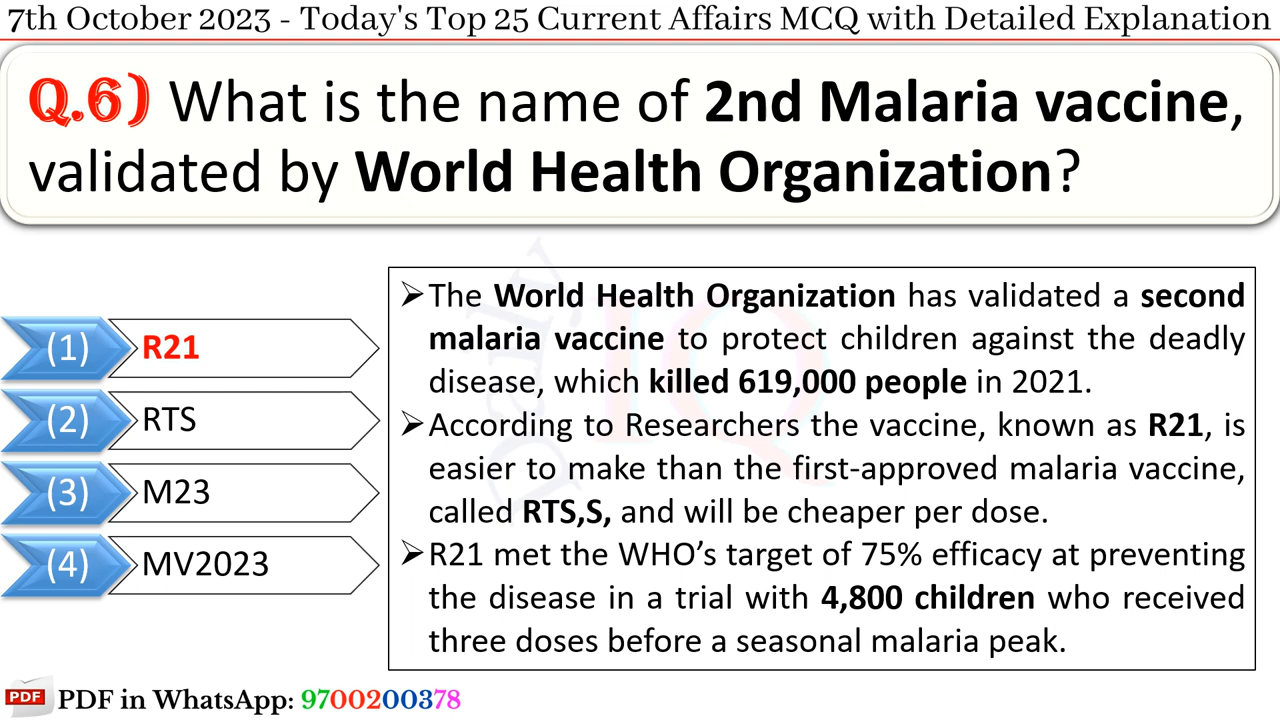 7th October 2023 - Today's Top 25 Current Affairs MCQ with Detailed Explanation
Q.6) What is the name of 2nd Malaria vaccine,
validated by World Health Organization?
(1) R21
(2) RTS
(3) M23
(4) MV2023
➢The World Health Organization has validated a second
malaria vaccine to protect children against the deadly
disease, which killed 619,000 people in 2021.
➢According to Researchers the vaccine, known as R21, is
easier to make than the first-approved malaria vaccine,
called RTS,S, and will be cheaper per dose.
➢R21 met the WHO’s target of 75% efficacy at preventing
the disease in a trial with 4,800 children who received
three doses before a seasonal malaria peak.
Daily
IQ
PDF PDF in WhatsApp: 9700200378